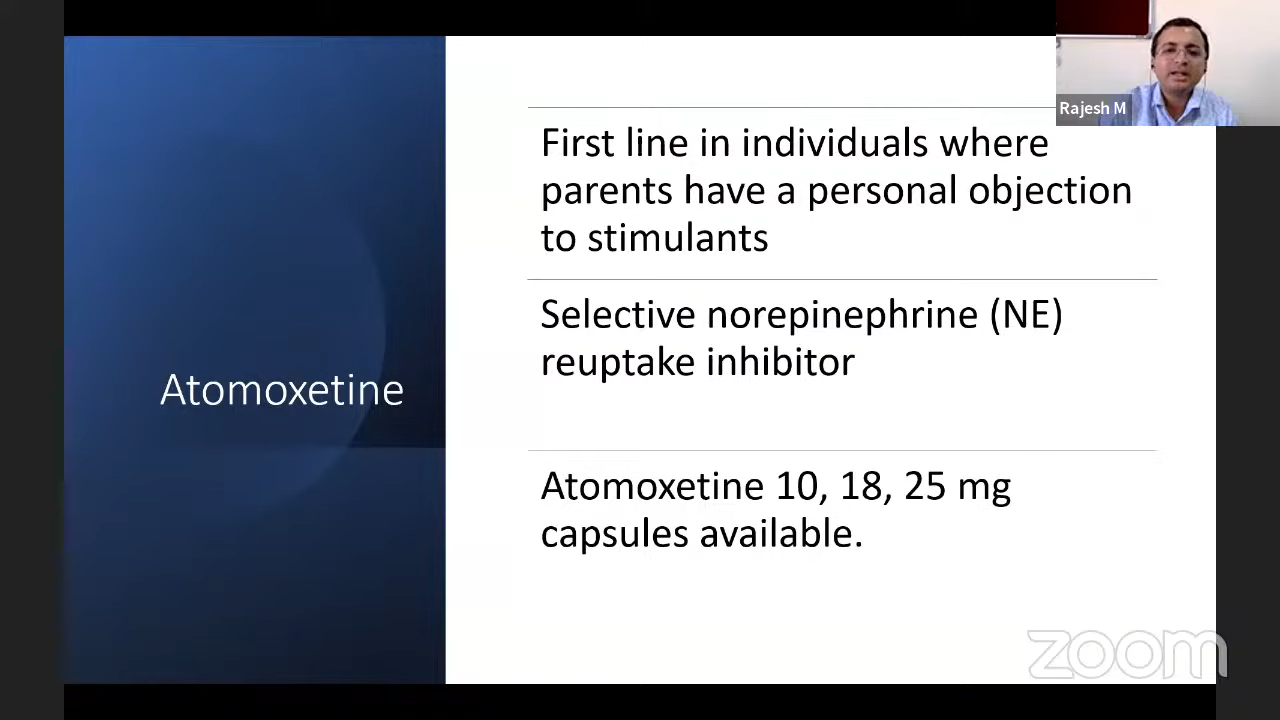 Rajesh M
First line in individuals where
parents have a personal objection
to stimulants
Selective norepinephrine (NE)
reuptake inhibitor
Atomoxetine
Atomoxetine 10, 18, 25 mg
capsules available.
zoom